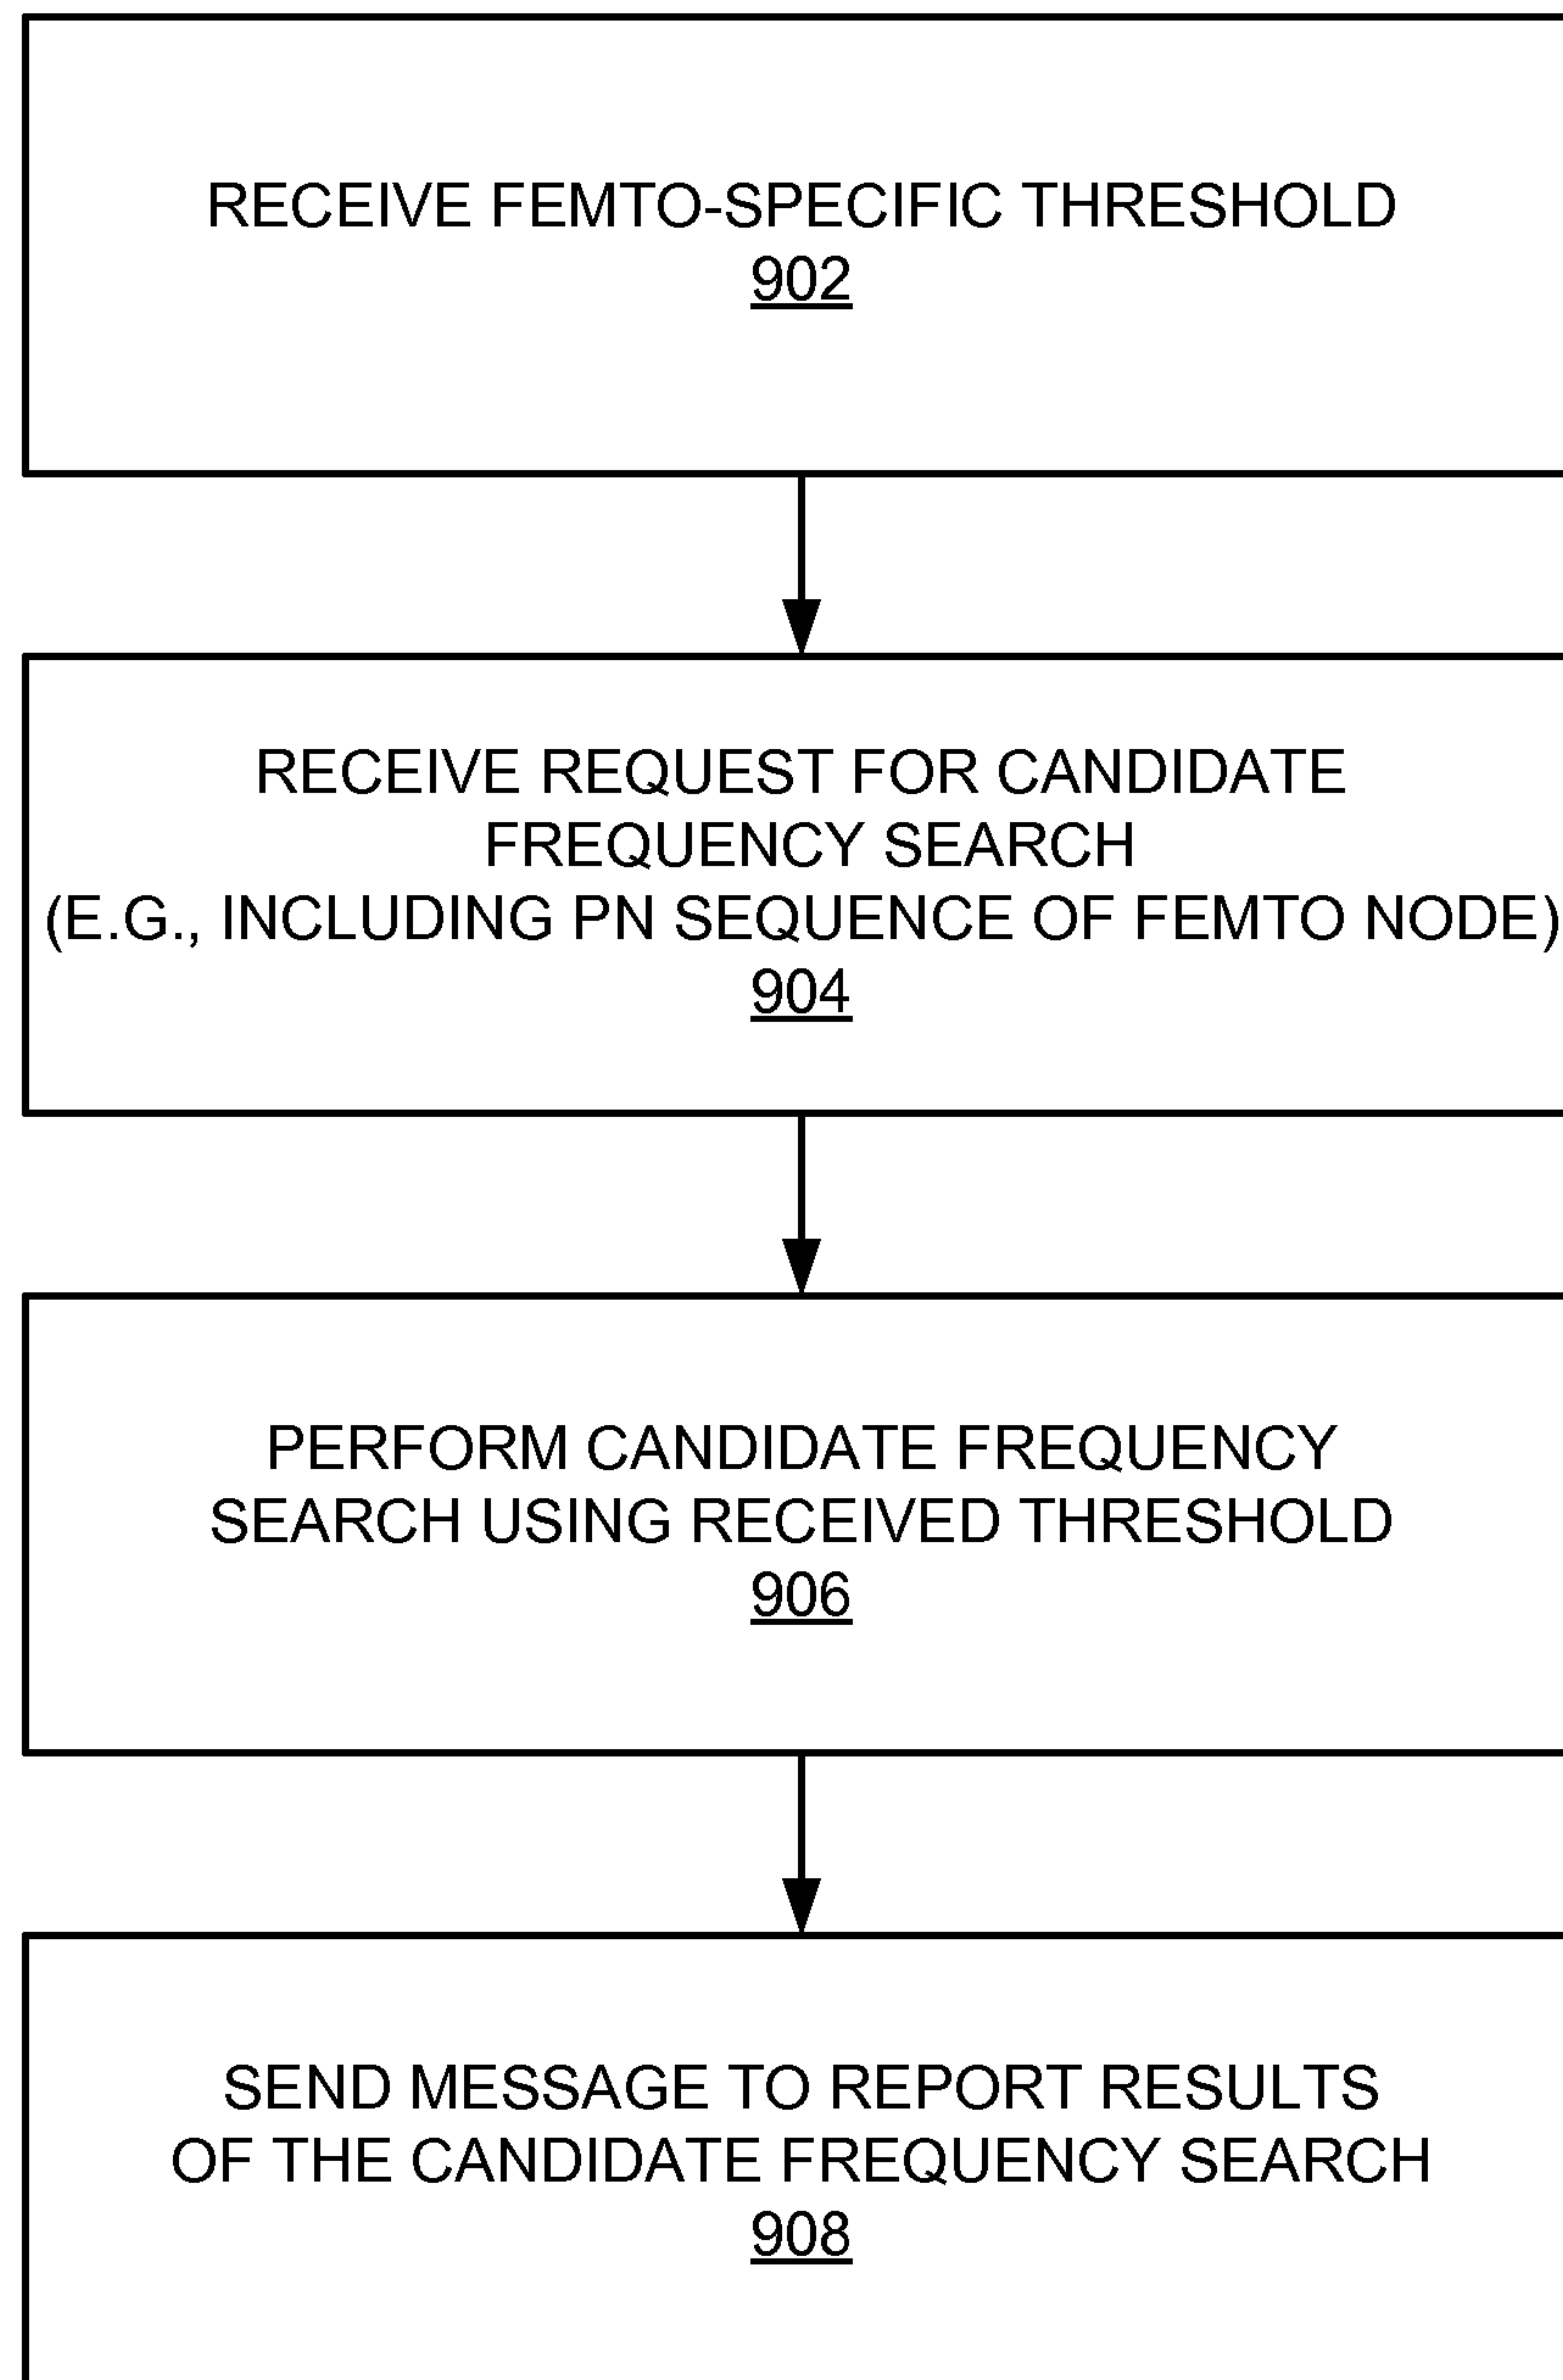 RECEIVE FEMTO-SPECIFIC THRESHOLD
902
RECEIVE REQUEST FOR CANDIDATE
FREQUENCY SEARCH
(E.G., INCLUDING PN SEQUENCE OF FEMTO NODE)
904
PERFORM CANDIDATE FREQUENCY
SEARCH USING RECEIVED THRESHOLD
906
SEND MESSAGE TO REPORT RESULTS
OF THE CANDIDATE FREQUENCY SEARCH
908